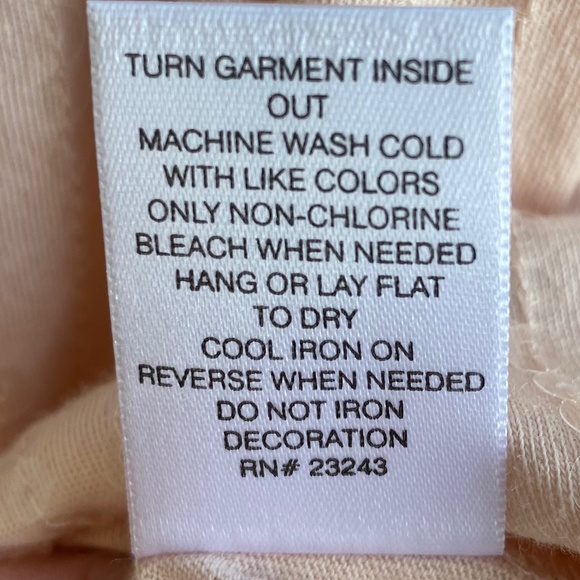 TURN GARMENT INSIDE
OUT
MACHINE WASH COLD
WITH LIKE COLORS
ONLY NON-CHLORINE
BLEACH WHEN NEEDED
HANG OR LAY FLAT
TO DRY
COOL IRON ON
REVERSE WHEN NEEDED
DO NOT IRON
DECORATION
RN# 23243